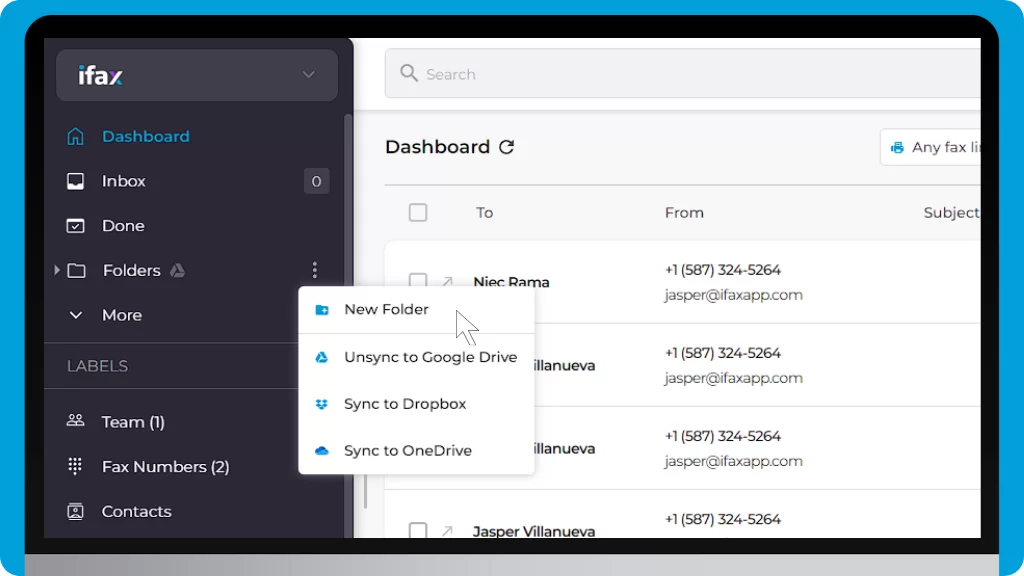 ifax
Dashboard
Inbox
0
Done
Folders
More
LABELS
Team (1)
Fax Numbers (2)
Contacts
New Folder
Unsync to Google Drive
Sync to Dropbox
Sync to OneDrive
Search
Dashboard
Any fax
To From Subject
Niec Rama +1 (587) 324-5264
jasper@ifaxapp.com
illanueva +1 (587) 324-5264
jasper@ifaxapp.com
illanueva +1 (587) 324-5264
jasper@ifaxapp.com
Jasper Villanueva +1 (587) 324-5264